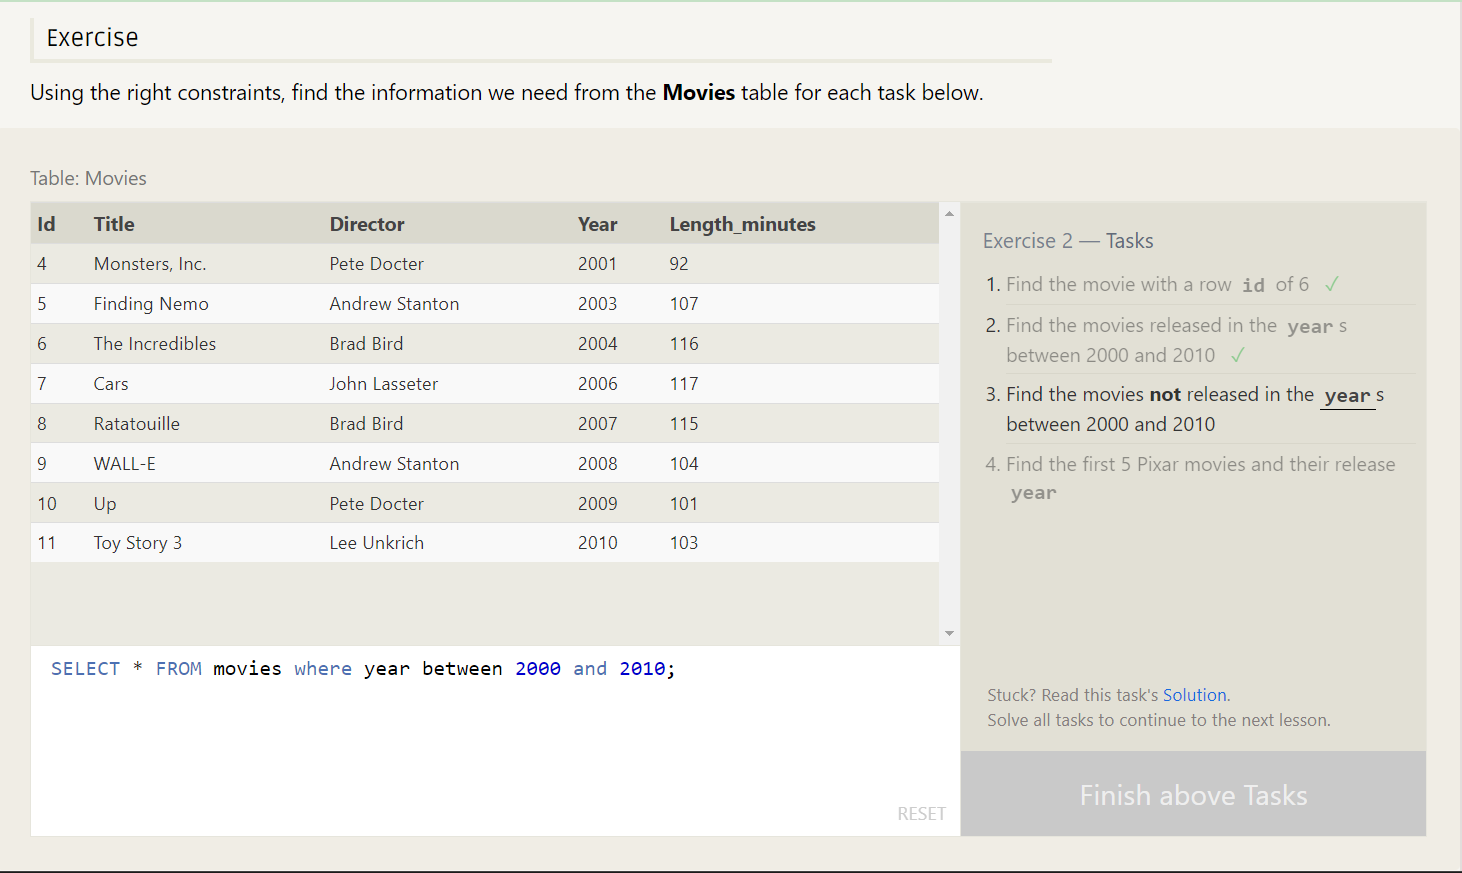 Exercise
Using the right constraints, find the information we need from the Movies table for each task below.
Table: Movies
Id Title Director Year Length_minutes
4 Monsters, Inc. Pete Docter 2001 92
5 Finding Nemo Andrew Stanton 2003 107
6 The Incredibles Brad Bird 2004 116
7 Cars John Lasseter 2006 117
8 Ratatouille Brad Bird 2007 115
9 WALL-E Andrew Stanton 2008 104
10 Up Pete Docter 2009 101
11 Toy Story 3 Lee Unkrich 2010 103
SELECT * FROM movies where year between 2000 and 2010;
RESET
Exercise 2 — Tasks
1. Find the movie with a row id of 6 ✓
2. Find the movies released in the year s
between 2000 and 2010 ✓
3. Find the movies not released in the year s
between 2000 and 2010
4. Find the first 5 Pixar movies and their release
year
Stuck? Read this task's Solution.
Solve all tasks to continue to the next lesson.
Finish above Tasks